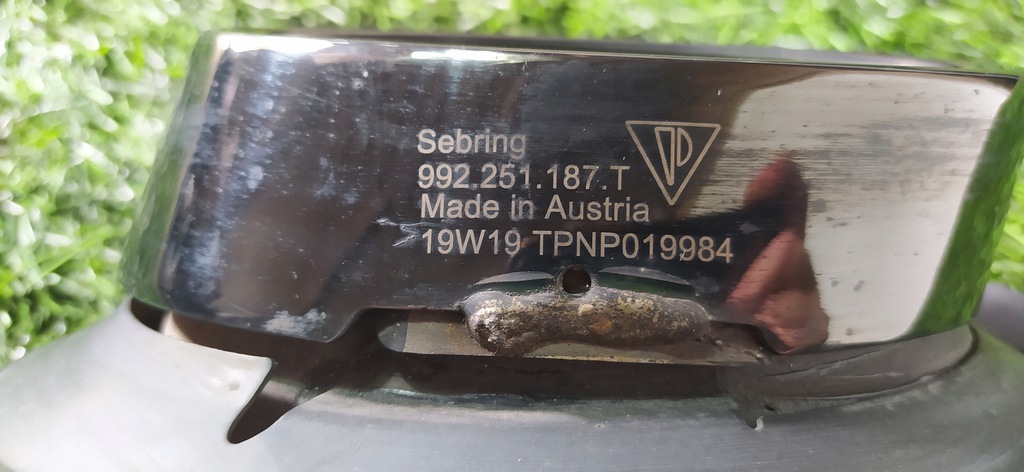 Sebring
992.251.187.T
Made in Austria
19W19 TPNP019984